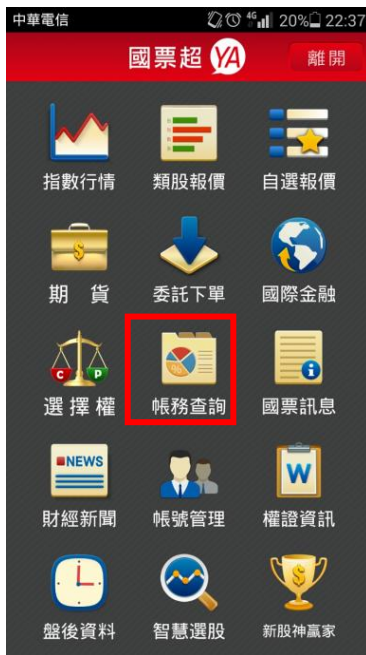 中華電信 4G 20% 22:37
國票超 YA 離開
指數行情 類股報價 自選報價
$
期 貨 委託下單 國際金融
C P % i
選擇權 帳務查詢 國票訊息
NEWS W
財經新聞 帳號管理 權證資訊
$
盤後資料 智慧選股 新股神贏家